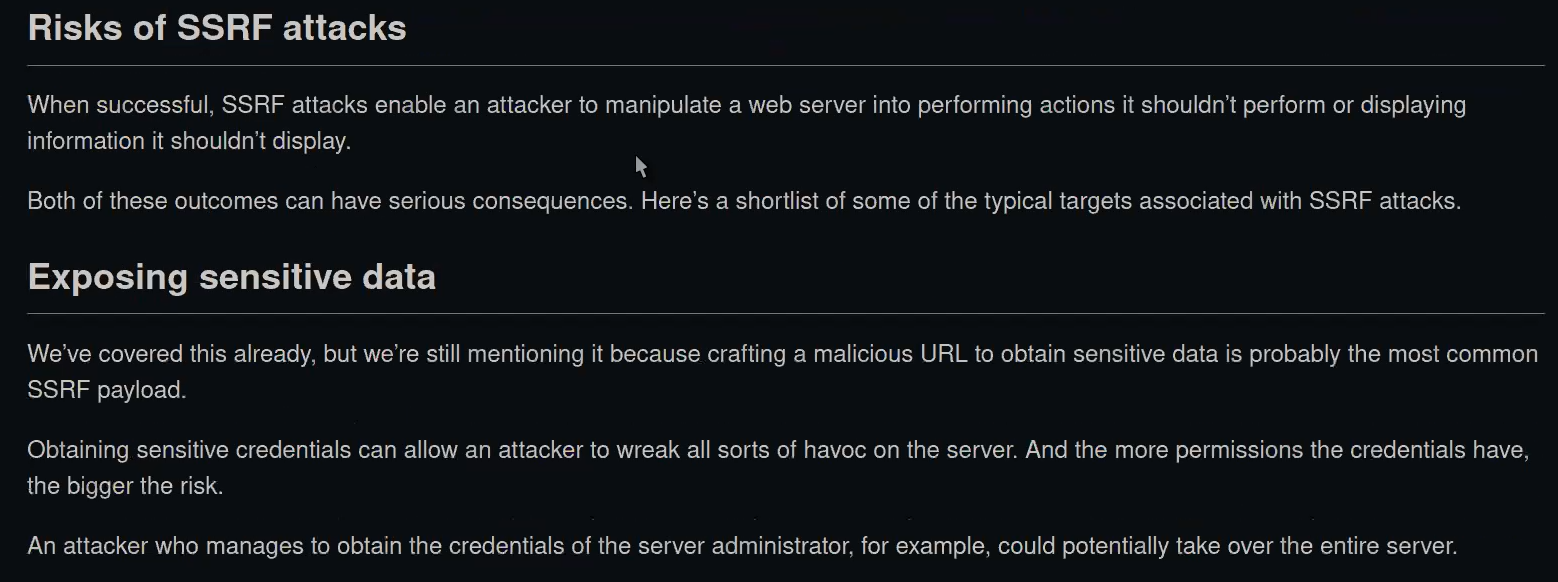 Risks of SSRF attacks
When successful, SSRF attacks enable an attacker to manipulate a web server into performing actions it shouldn’t perform or displaying
information it shouldn’t display.
Both of these outcomes can have serious consequences. Here’s a shortlist of some of the typical targets associated with SSRF attacks.
Exposing sensitive data
We’ve covered this already, but we’re still mentioning it because crafting a malicious URL to obtain sensitive data is probably the most common
SSRF payload.
Obtaining sensitive credentials can allow an attacker to wreak all sorts of havoc on the server. And the more permissions the credentials have,
the bigger the risk.
An attacker who manages to obtain the credentials of the server administrator, for example, could potentially take over the entire server.